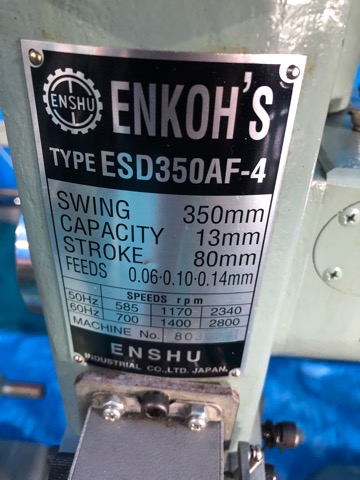 ENSHU
ENKOH'S
TYPE ESD350AF-4
SWING 350mm
CAPACITY 13mm
STROKE 80mm
FEEDS 0.06·0.10·0.14mm
SPEEDS rpm
50Hz 585 1170 2340
60Hz 700 1400 2800
MACHINE No.
ENSHU
INDUSTRIAL CO., LTD. JAPAN.